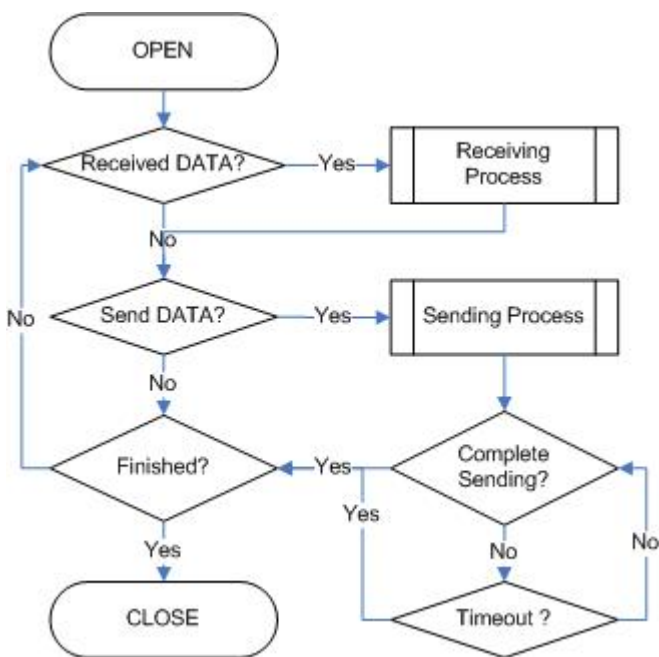 OPEN
Received DATA?
Yes
Receiving
Process
No
Send DATA?
Yes
Sending Process
No
No
Finished?
Yes
Complete
Sending?
Yes
No
No
Yes
CLOSE
Timeout ?